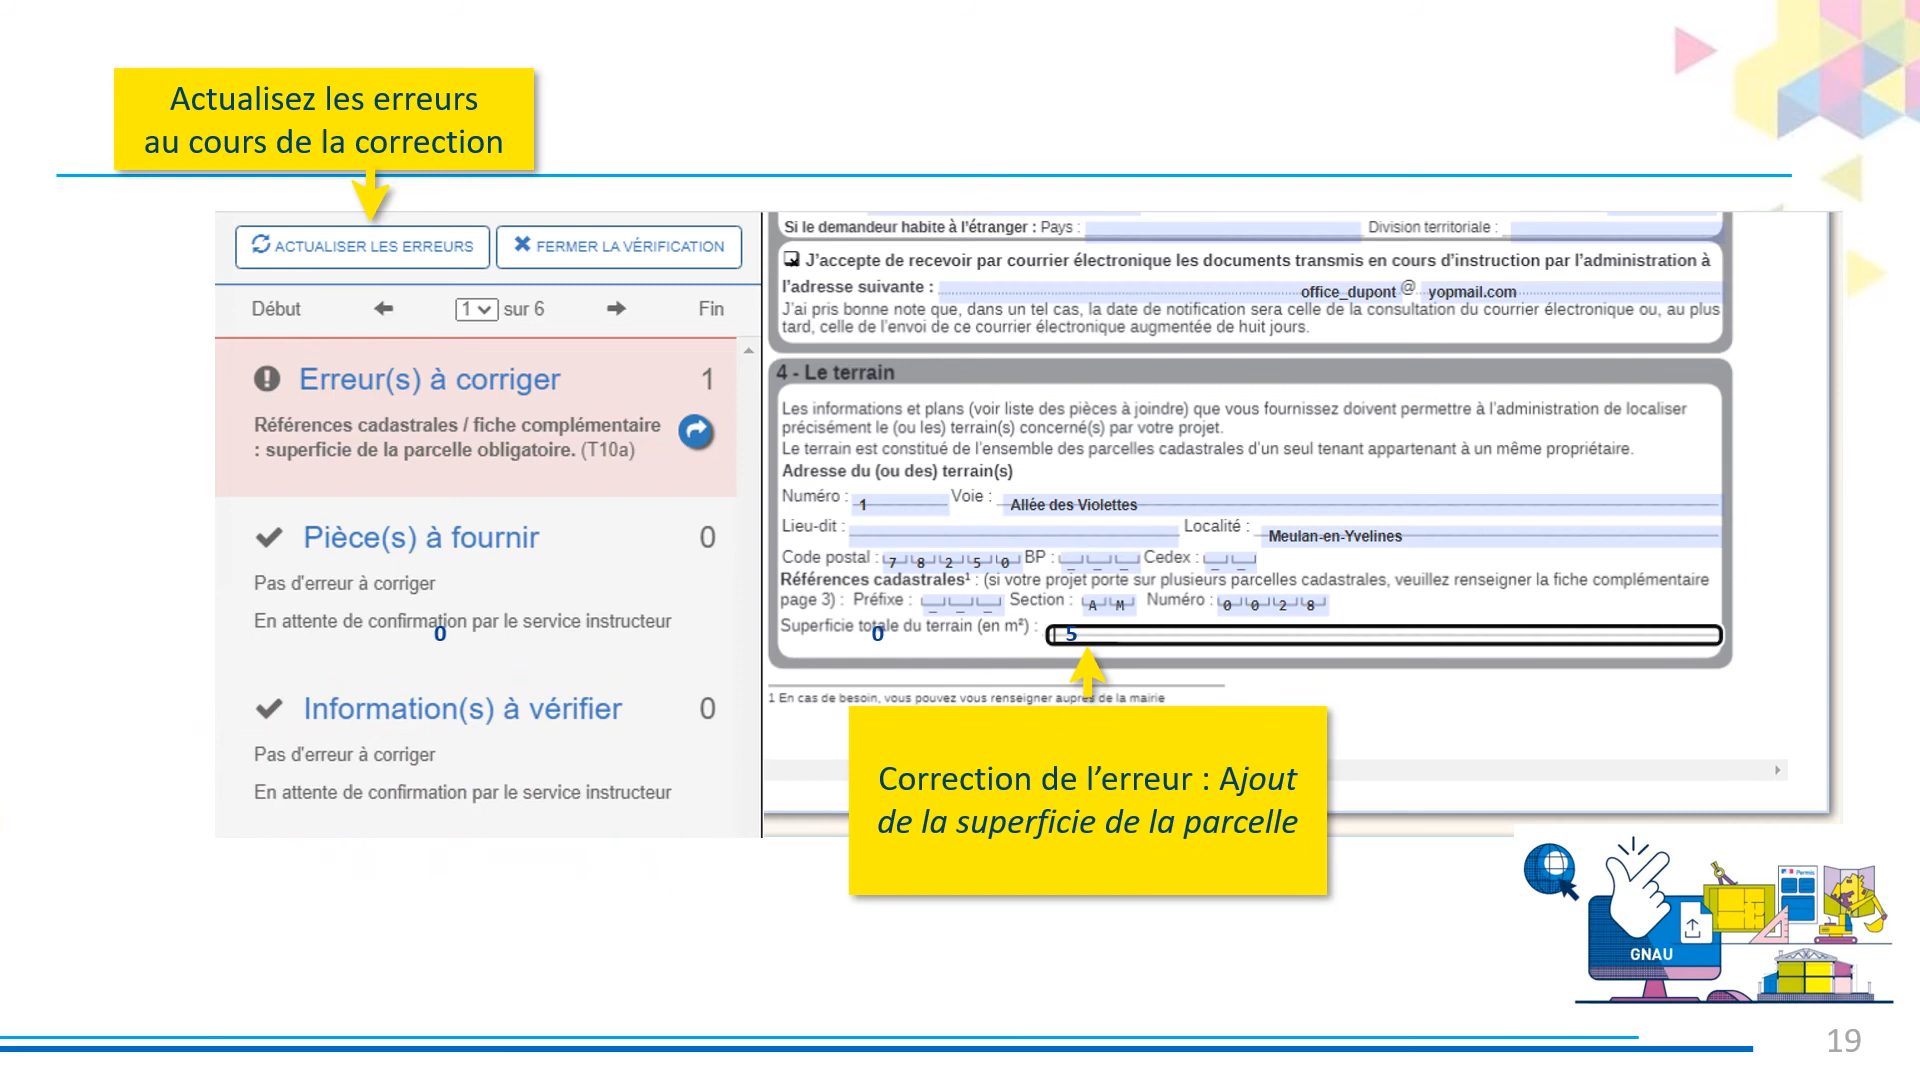 Actualisez les erreurs
au cours de la correction
ACTUALISER LES ERREURS
FERMER LA VÉRIFICATION
Début 1 sur 6 Fin
Erreur(s) à corriger 1
Références cadastrales / fiche complémentaire
: superficie de la parcelle obligatoire. (T10a)
Pièce(s) à fournir 0
Pas d'erreur à corriger
En attente de confirmation par le service instructeur
0
Information(s) à vérifier 0
Pas d'erreur à corriger
En attente de confirmation par le service instructeur
Si le demandeur habite à l'étranger : Pays : Division territoriale :
J'accepte de recevoir par courrier électronique les documents transmis en cours d'instruction par l'administration à
l'adresse suivante : office_dupont @ yopmail.com
J'ai pris bonne note que, dans un tel cas, la date de notification sera celle de la consultation du courrier électronique ou, au plus
tard, celle de l'envoi de ce courrier électronique augmentée de huit jours.
4 - Le terrain
Les informations et plans (voir liste des pièces à joindre) que vous fournissez doivent permettre à l'administration de localiser
précisément le (ou les) terrain(s) concerné(s) par votre projet.
Le terrain est constitué de l'ensemble des parcelles cadastrales d'un seul tenant appartenant à un même propriétaire.
Adresse du (ou des) terrain(s)
Numéro : 1 Voie : Allée des Violettes
Lieu-dit : Localité : Meulan-en-Yvelines
Code postal : 7 8 2 5 0 BP : _ _ _ Cedex : _ _
Références cadastrales¹ : (si votre projet porte sur plusieurs parcelles cadastrales, veuillez renseigner la fiche complémentaire
page 3) : Préfixe : _ _ _ Section : A M Numéro : 0 0 2 8
Superficie totale du terrain (en m²) : 5
0
1 En cas de besoin, vous pouvez vous renseigner auprès de la mairie
Correction de l'erreur : Ajout
de la superficie de la parcelle
Permis
GNAU
19